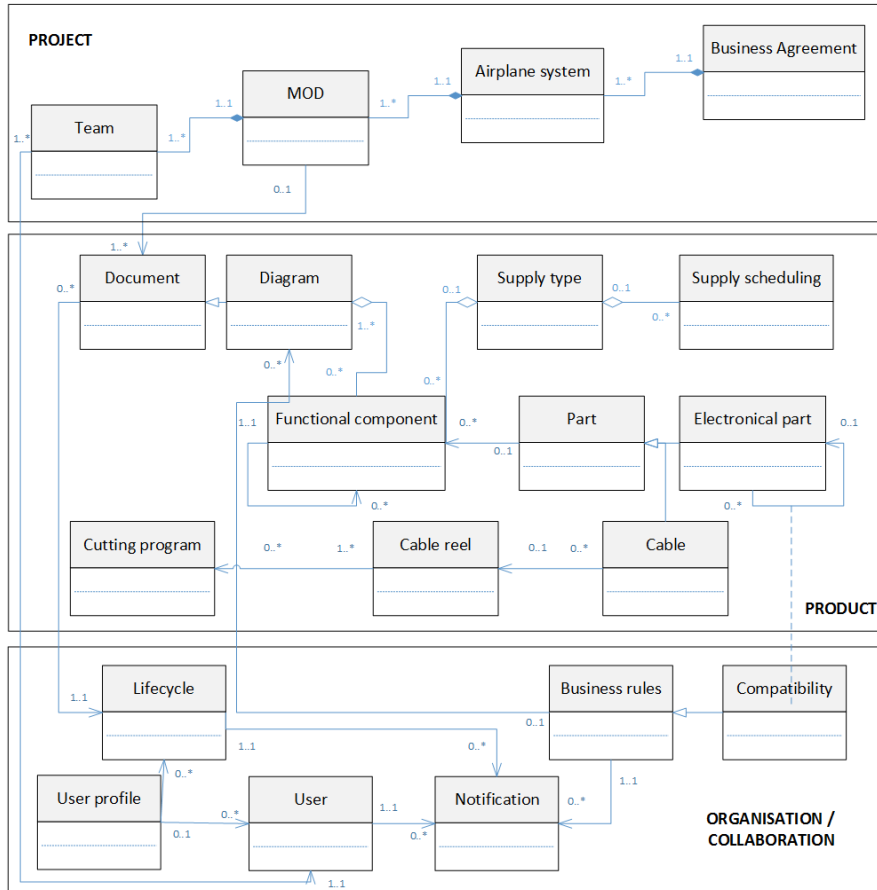 PROJECT
Business Agreement
Airplane system
MOD
Team
1..1
1..*
1..1
1..*
1..1
1..*
1..*
0..1
1..*
Document
Diagram
Supply type
Supply scheduling
0..*
0..1
0..1
0..*
1..*
0..*
0..*
0..*
Functional component
Part
Electronical part
1..1
0..*
0..1
0..1
0..*
0..*
Cutting program
Cable reel
Cable
0..*
1..*
0..1
0..*
PRODUCT
Lifecycle
Business rules
Compatibility
1..1
0..1
1..1
0..*
1..1
User profile
User
Notification
0..*
0..*
0..1
1..1
0..*
0..*
1..1
ORGANISATION /
COLLABORATION